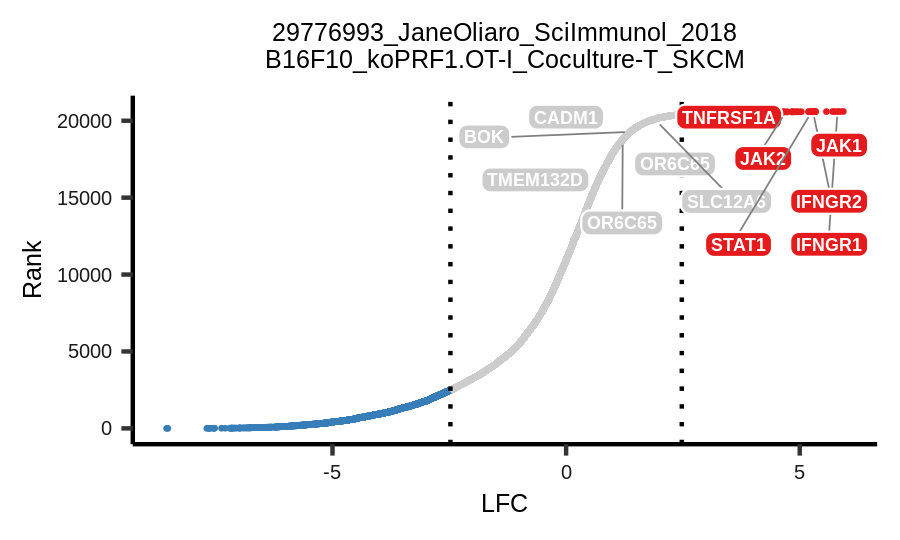 29776993_JaneOliaro_SciImmunol_2018
B16F10_koPRF1.OT-I_Coculture-T_SKCM
Rank
20000
15000
10000
5000
0
CADM1
TNFRSF1A
BOK
JAK1
JAK2
OR6C65
TMEM132D
SLC12A6
IFNGR2
OR6C65
STAT1
IFNGR1
-5
0
5
LFC